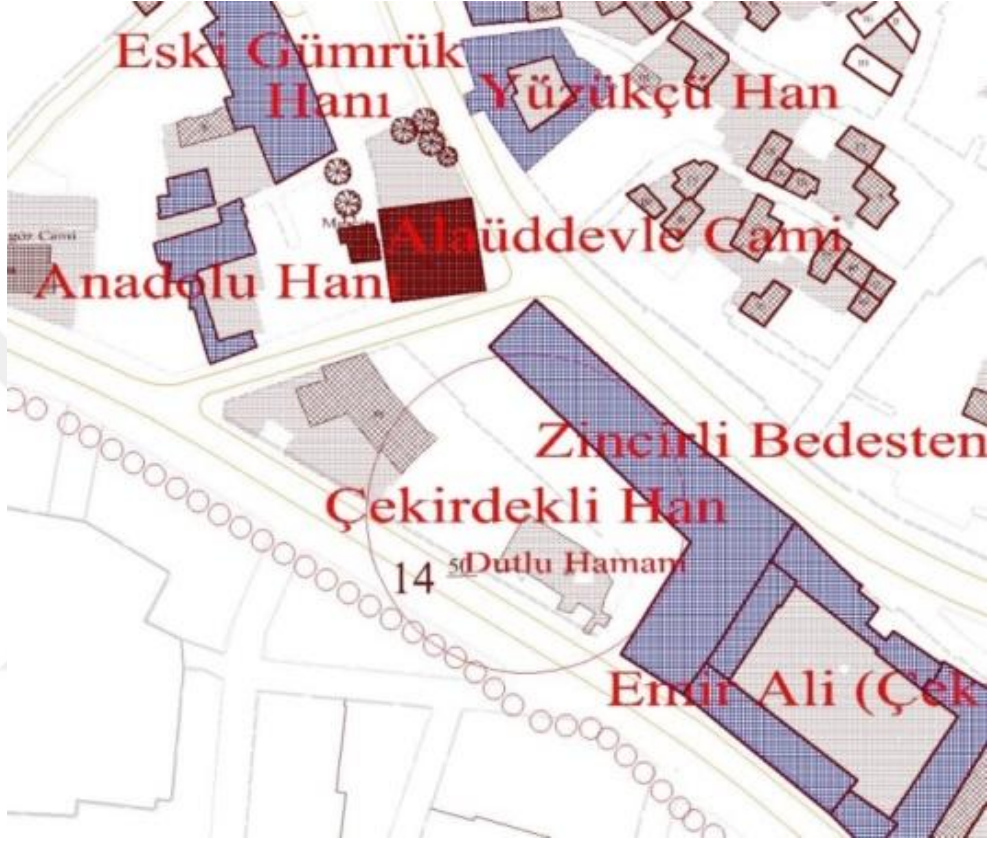 Eski Gümrük
Hanı
Yüzükçü Han
Alaüddevle Cami
Anadolu Han
Zincirli Bedesten
Çekirdekli Han
14
50
Dutlu Hamamı
Emir Ali (Çek